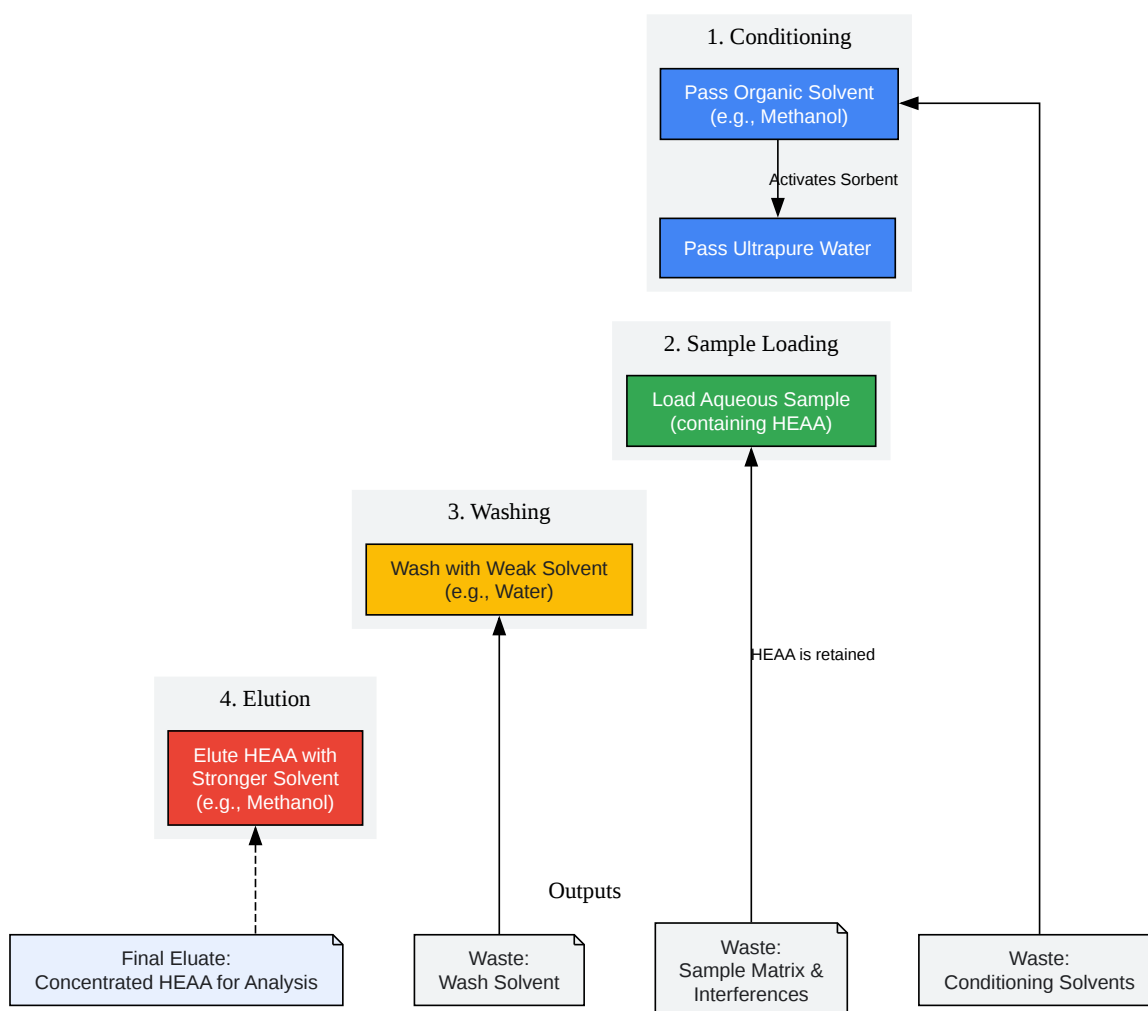 1. Conditioning
Pass Organic Solvent
(e.g., Methanol)
Activates Sorbent
Pass Ultrapure Water
2. Sample Loading
Load Aqueous Sample
(containing HEAA)
3. Washing
Wash with Weak Solvent
(e.g., Water)
HEAA is retained
4. Elution
Elute HEAA with
Stronger Solvent
(e.g., Methanol)
Outputs
Final Eluate:
Concentrated HEAA for Analysis
Waste:
Wash Solvent
Waste:
Sample Matrix &
Interferences
Waste:
Conditioning Solvents